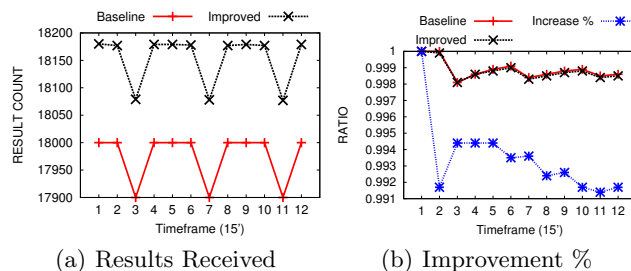 Baseline Improved
18200
18150
18100
18050
18000
17950
17900
RESULT COUNT
1 2 3 4 5 6 7 8 9 10 11 12
Timeframe (15')
(a) Results Received
Baseline Increase %
Improved
1
0.999
0.998
0.997
0.995
0.994
0.993
0.992
0.991
RATIO
1 2 3 4 5 6 7 8 9 10 11 12
Timeframe (15')
(b) Improvement %